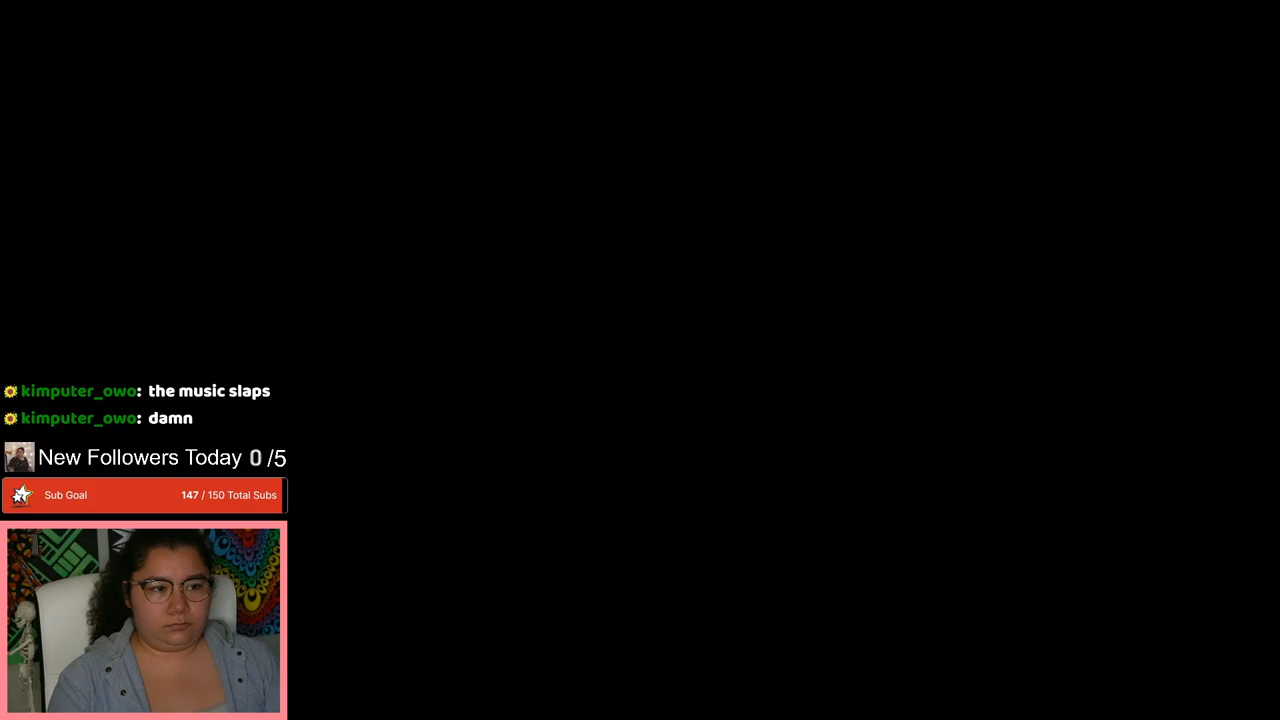 kimputer_owo: the music slaps
kimputer_owo: damn
New Followers Today 0 /5
Sub Goal 147 / 150 Total Subs